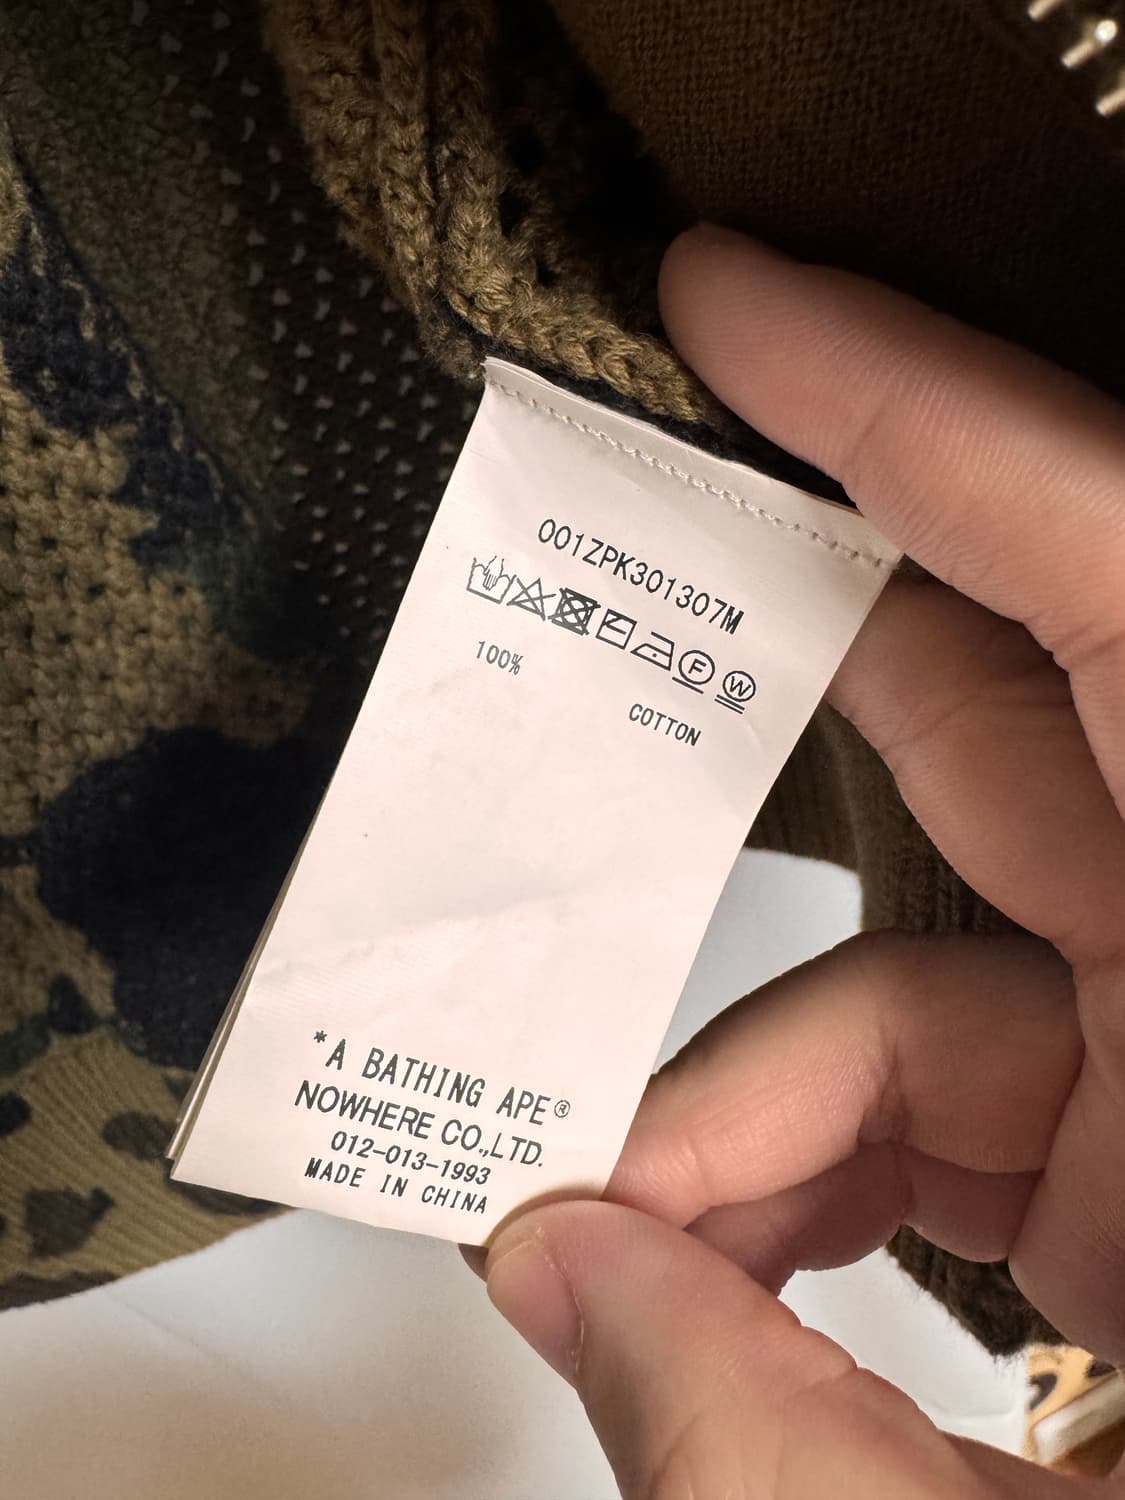 001ZPK301307M
F W
100%
COTTON
*A BATHING APE®
NOWHERE CO.,LTD.
012-013-1993
MADE IN CHINA